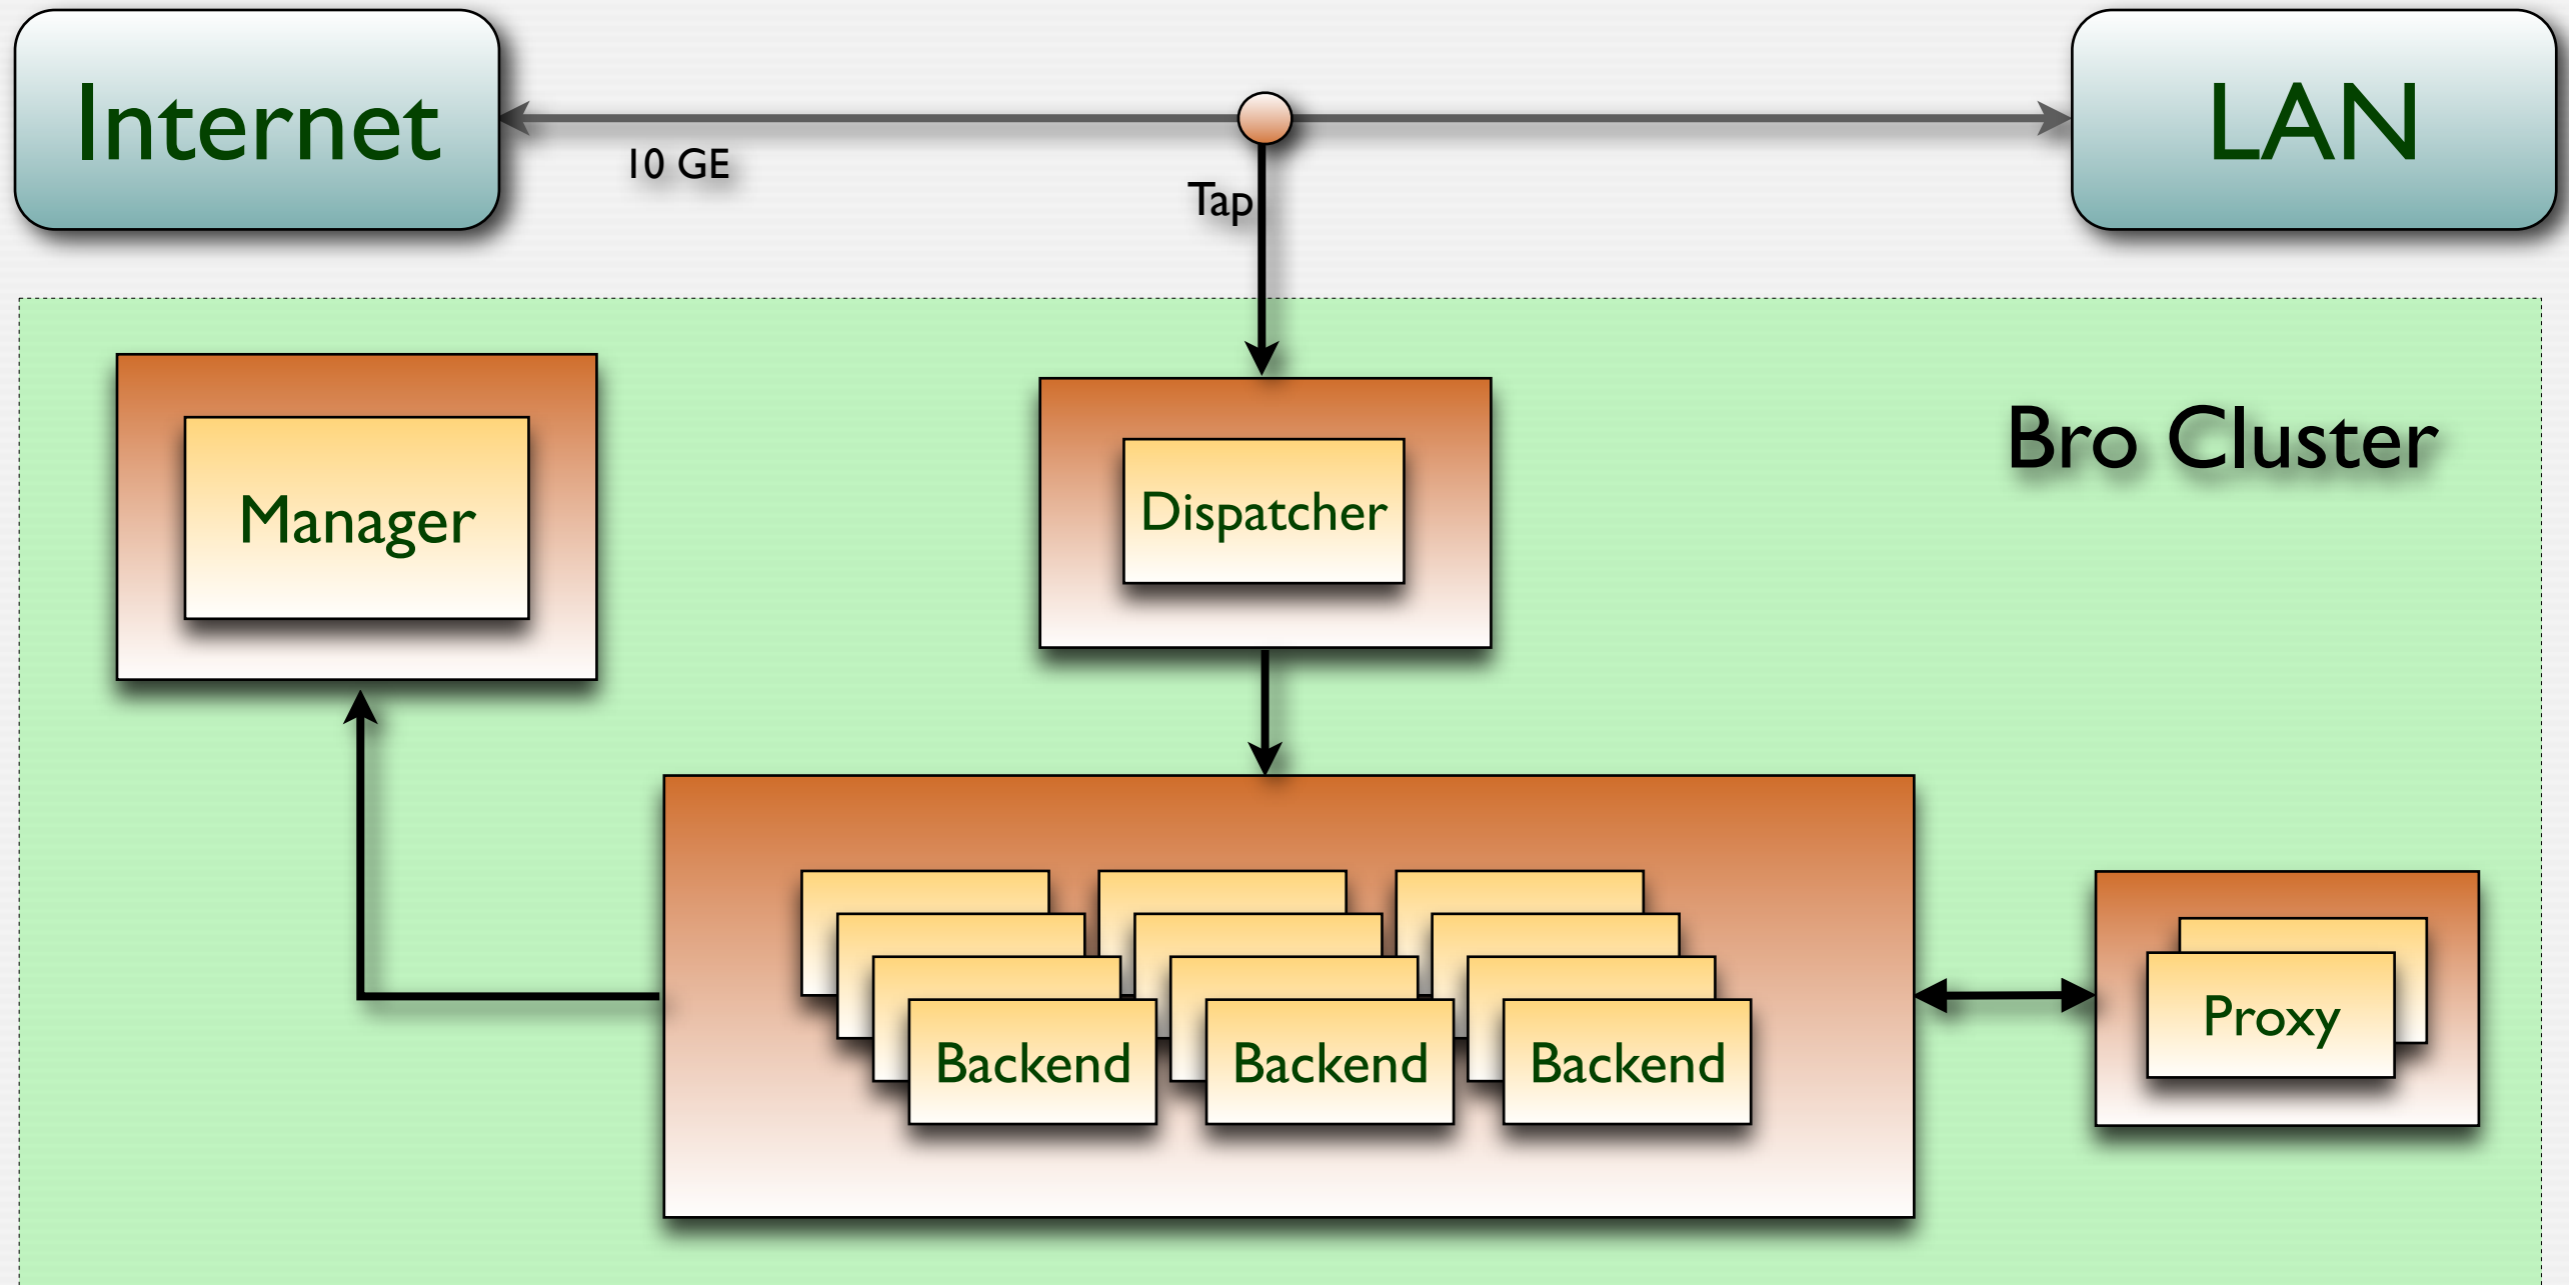 Internet
LAN
10 GE
Tap
Bro Cluster
Manager
Dispatcher
Backend
Backend
Backend
Proxy